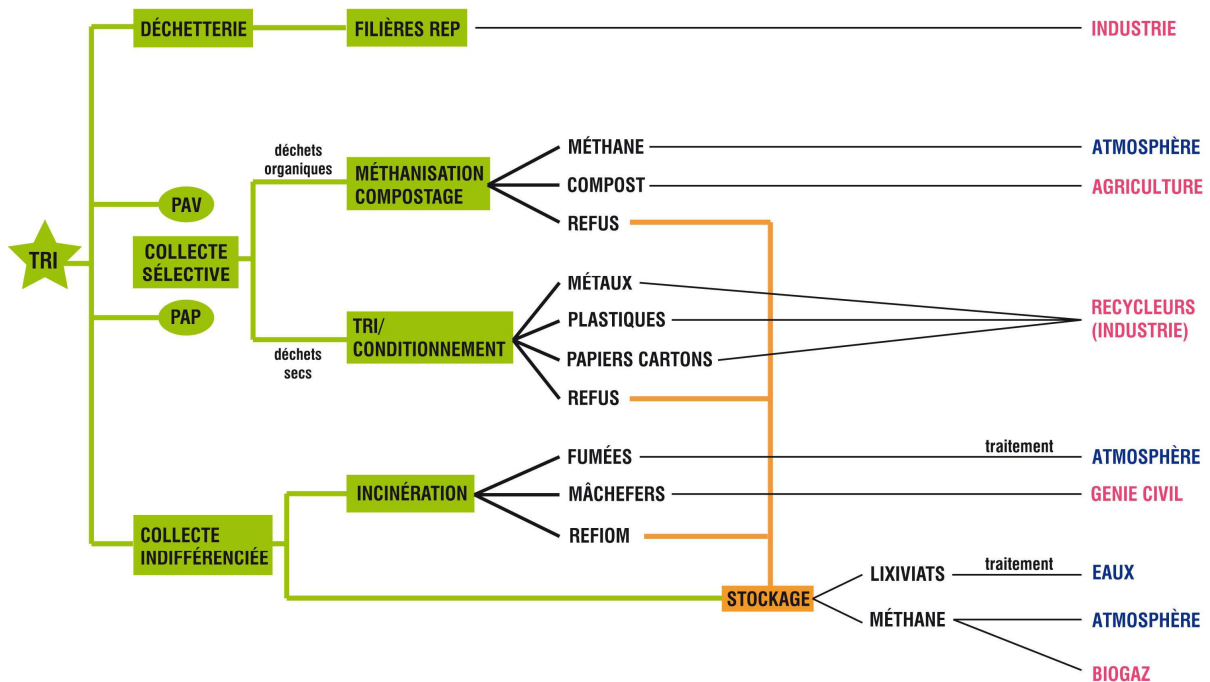 DÉCHETTERIE
FILIÈRES REP
INDUSTRIE
déchets
organiques
MÉTHANISATION
COMPOSTAGE
MÉTHANE
ATMOSPHÈRE
COMPOST
AGRICULTURE
REFUS
PAV
TRI
COLLECTE
SÉLECTIVE
PAP
déchets
secs
TRI/
CONDITIONNEMENT
MÉTAUX
PLASTIQUES
PAPIERS CARTONS
REFUS
RECYCLEURS
(INDUSTRIE)
COLLECTE
INDIFFÉRENCIÉE
INCINÉRATION
FUMÉES
traitement
ATMOSPHÈRE
MÂCHEFERS
GENIE CIVIL
REFIOM
STOCKAGE
LIXIVIATS
traitement
EAUX
MÉTHANE
ATMOSPHÈRE
BIOGAZ